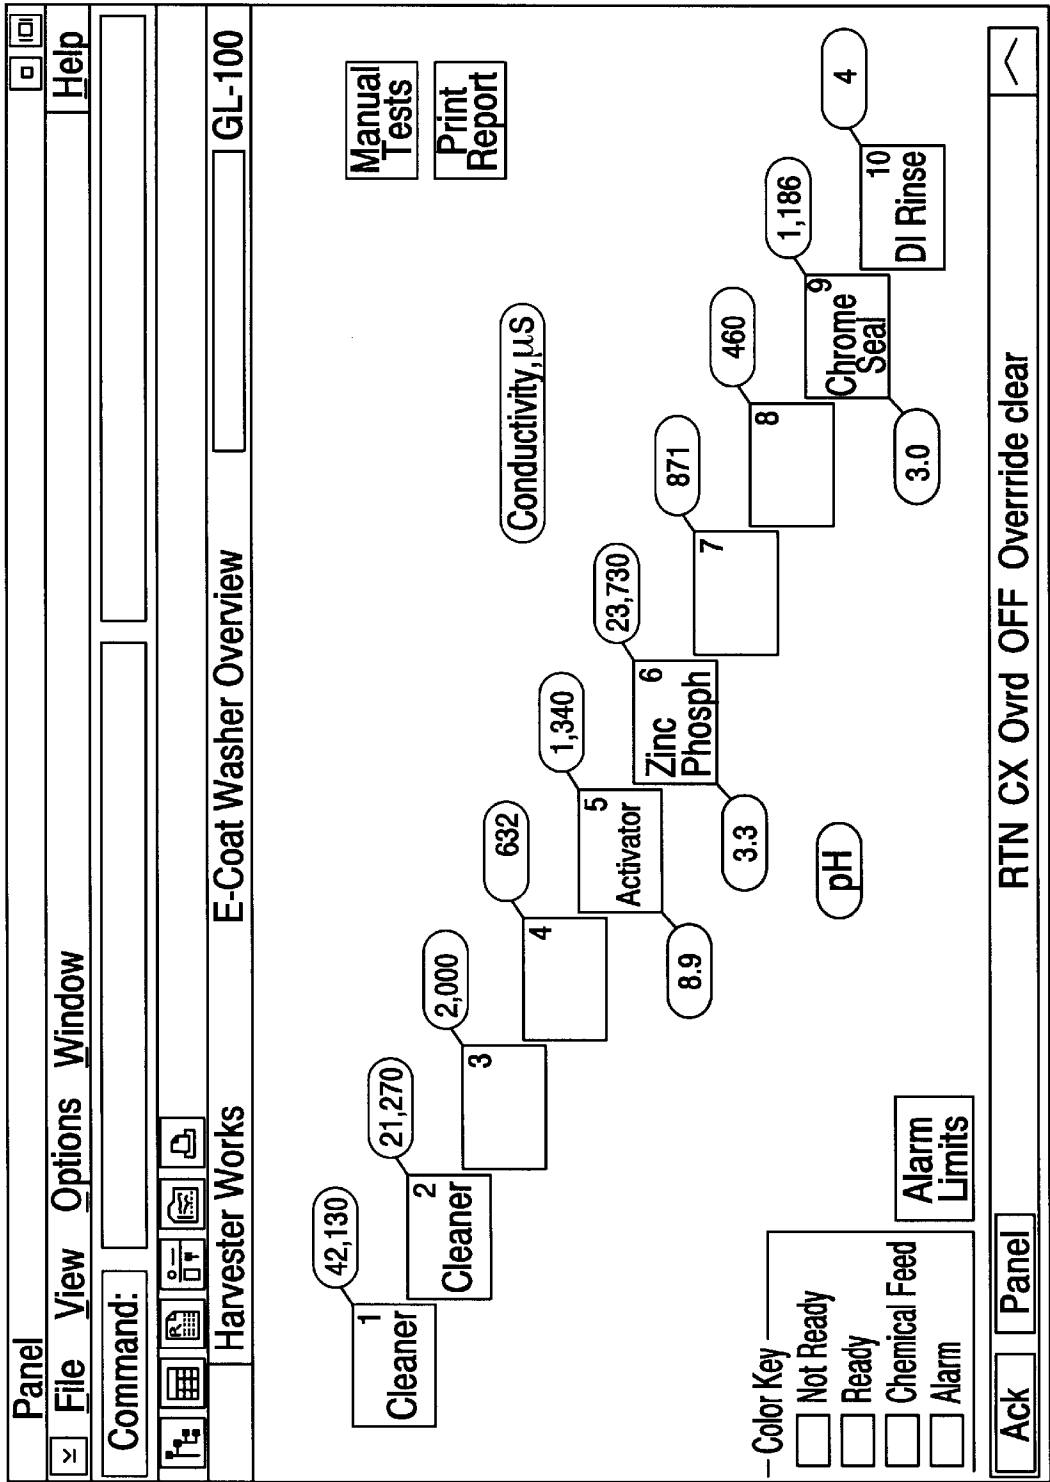 Panel
File View Options Window Help
Command:
R
Harvester Works E-Coat Washer Overview GL-100
42,130
1
Cleaner
21,270
2
Cleaner
2,000
3
632
4
1,340
5
Activator
8.9
23,730
6
Zinc
Phosph
3.3
871
7
460
8
1,186
9
Chrome
Seal
3.0
4
10
DI Rinse
Conductivity, µS
pH
Manual
Tests
Print
Report
Color Key
Not Ready
Ready
Chemical Feed
Alarm
Alarm
Limits
Ack Panel RTN CX Ovrd OFF Overrride clear